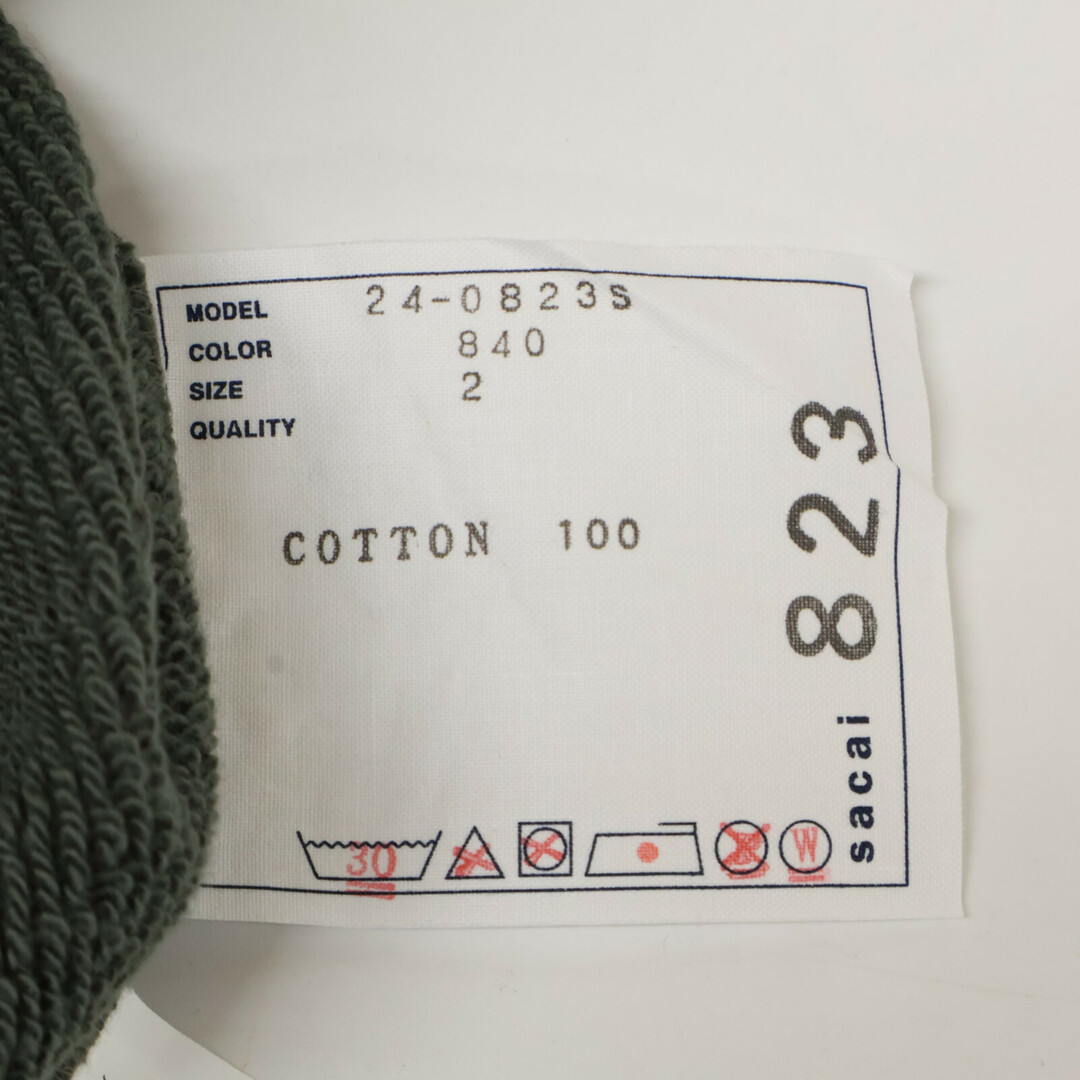 MODEL 24-0823S
COLOR 840
SIZE 2
QUALITY
COTTON 100
sacai 823
30
W